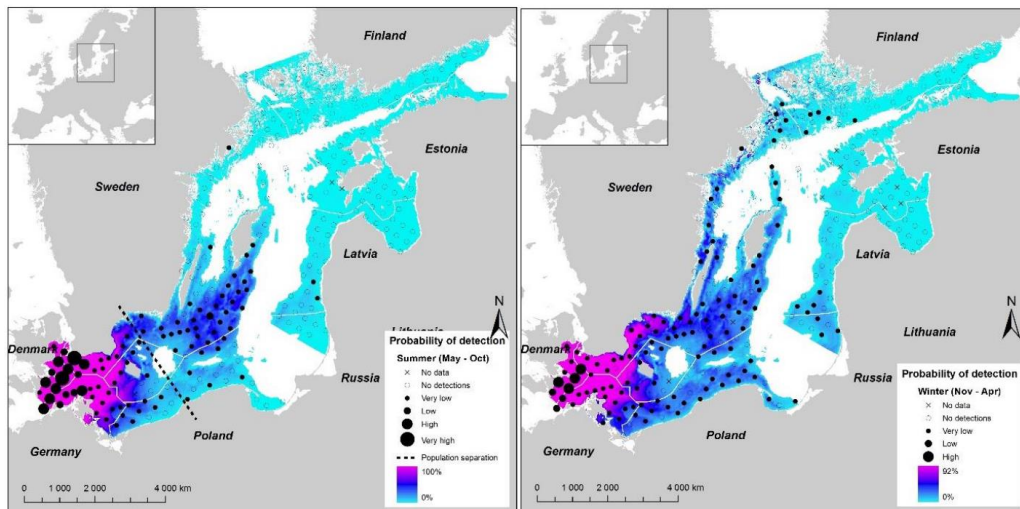 Finland
Sweden
Estonia
Latvia
Lithuania
Denmark
Russia
Germany
Poland
N
Probability of detection
Summer (May - Oct)
No data
No detections
Very low
Low
High
Very high
Population separation
100%
0%
0 1 000 2 000 4 000 km
Finland
Sweden
Estonia
Latvia
Lithuania
Denmark
Russia
Germany
Poland
N
Probability of detection
Winter (Nov - Apr)
No data
No detections
Very low
Low
High
92%
0%
0 1 000 2 000 4 000 km